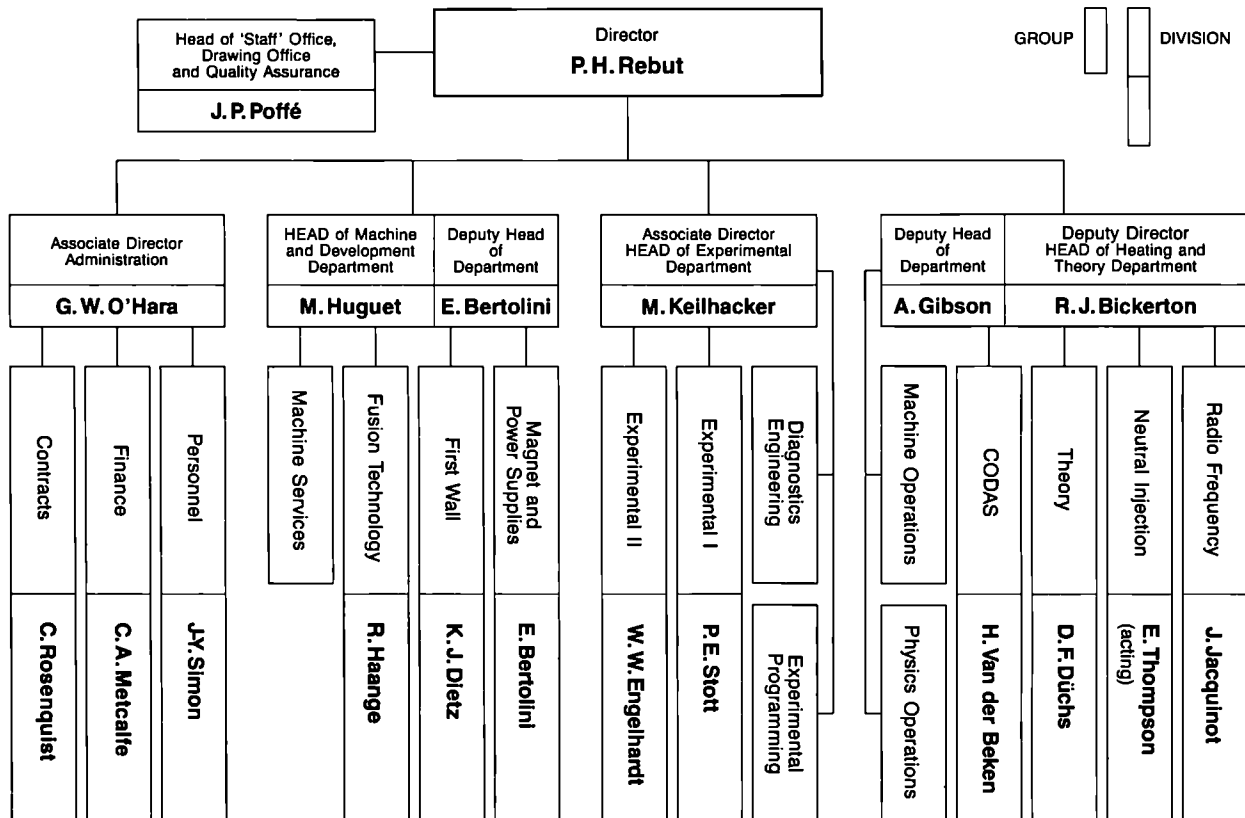 Head of 'Staff' Office,
Drawing Office
and Quality Assurance
J. P. Poffé
Director
P. H. Rebut
GROUP
DIVISION
Associate Director
Administration
G. W. O'Hara
HEAD of Machine
and Development
Department
M. Huguet
Deputy Head
of
Department
E. Bertolini
Associate Director
HEAD of Experimental
Department
M. Keilhacker
Deputy Head
of
Department
A. Gibson
Deputy Director
HEAD of Heating and
Theory Department
R. J. Bickerton
Contracts
C. Rosenquist
Finance
C. A. Metcalfe
Personnel
J-Y. Simon
Machine Services
Fusion Technology
R. Haange
First Wall
K. J. Dietz
Magnet and
Power Supplies
E. Bertolini
Experimental II
W. W. Engelhardt
Experimental I
P. E. Stott
Diagnostics
Engineering
Experimental
Programming
Machine Operations
Physics Operations
CODAS
H. Van der Beken
Theory
D. F. Düchs
Neutral Injection
E. Thompson
(acting)
Radio Frequency
J. Jacquinot